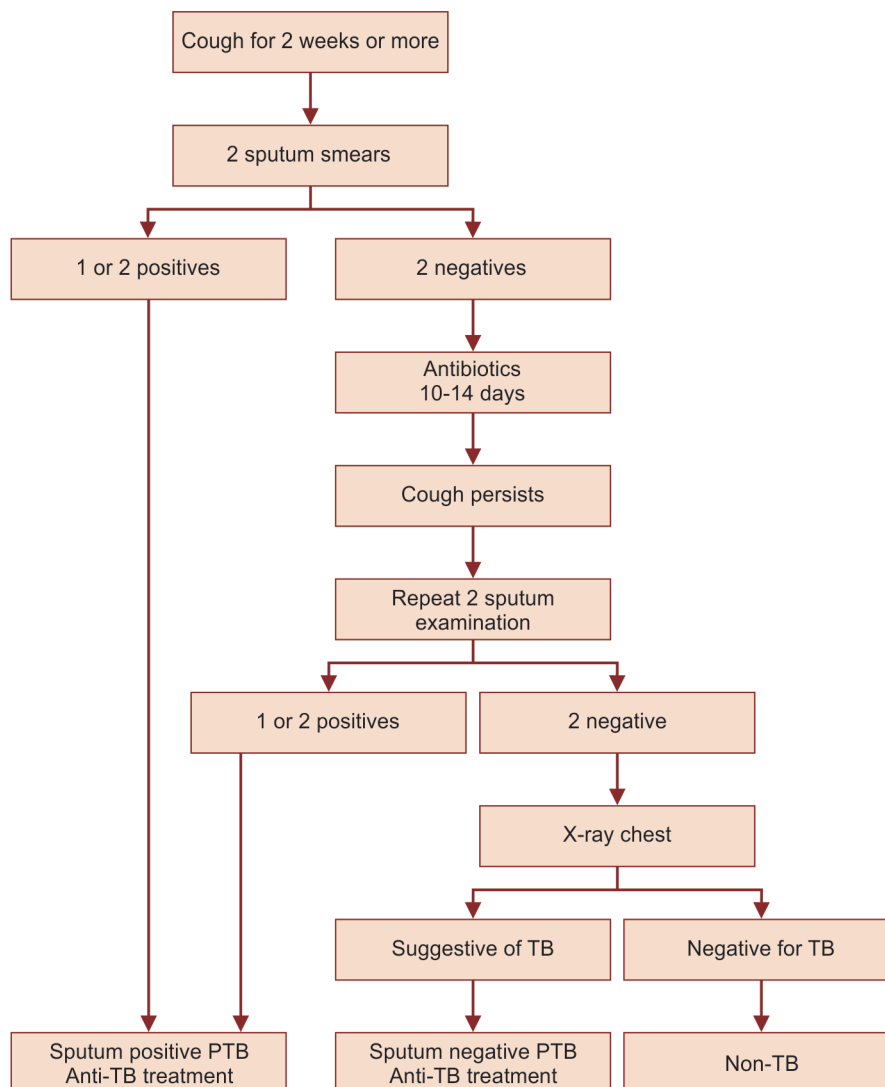 Cough for 2 weeks or more
2 sputum smears
1 or 2 positives
2 negatives
Antibiotics
10-14 days
Cough persists
Repeat 2 sputum
examination
1 or 2 positives
2 negative
X-ray chest
Suggestive of TB
Negative for TB
Sputum positive PTB
Anti-TB treatment
Sputum negative PTB
Anti-TB treatment
Non-TB